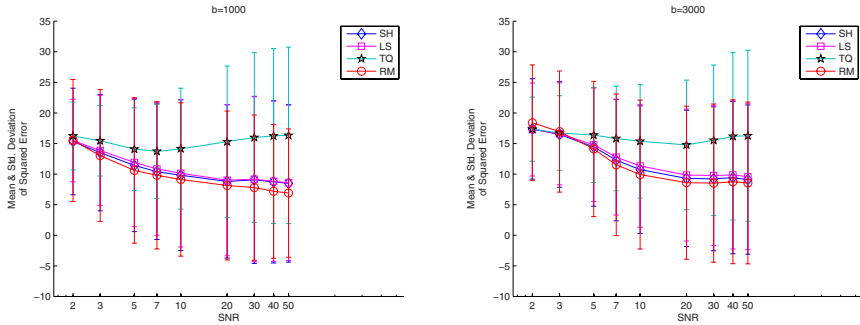 b=1000
Mean & Std. Deviation
of Squared Error
35
30
25
20
15
10
5
0
−5
−10
2 3 5 7 10 20 30 40 50
SNR
SH
LS
TQ
RM
b=3000
Mean & Std. Deviation
of Squared Error
35
30
25
20
15
10
5
0
−5
−10
2 3 5 7 10 20 30 40 50
SNR
SH
LS
TQ
RM